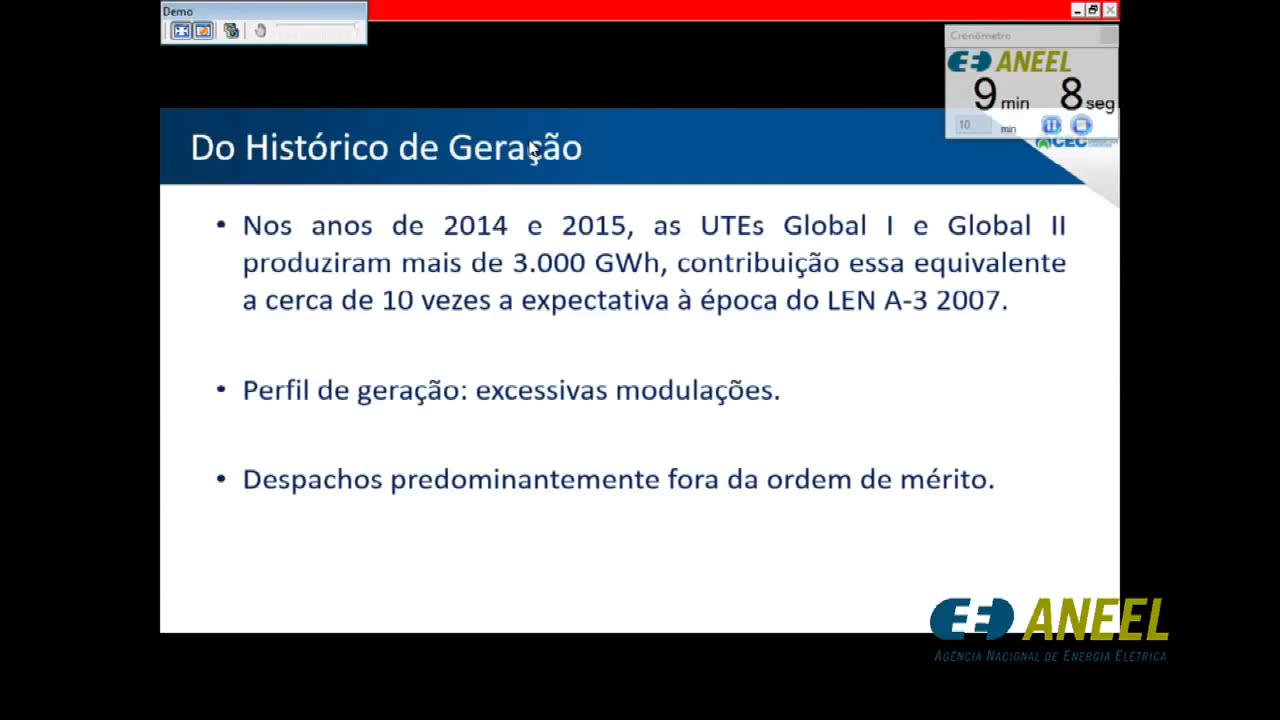 Demo
Cronômetro
ANEEL
9 min 8 seg
10 min
CEC
Do Histórico de Geração
• Nos anos de 2014 e 2015, as UTEs Global I e Global II
produziram mais de 3.000 GWh, contribuição essa equivalente
a cerca de 10 vezes a expectativa à época do LEN A-3 2007.
• Perfil de geração: excessivas modulações.
• Despachos predominantemente fora da ordem de mérito.
ANEEL
AGÊNCIA NACIONAL DE ENERGIA ELÉTRICA